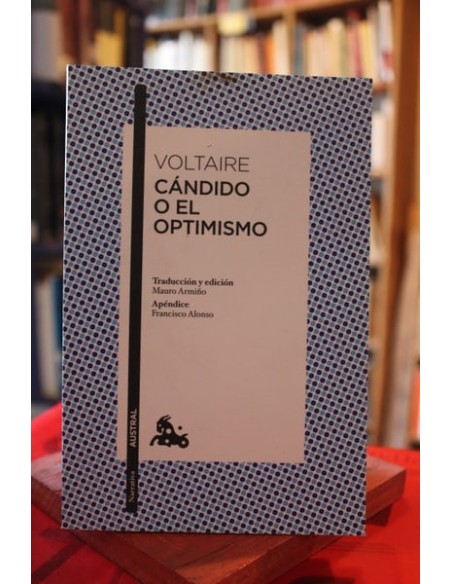 VOLTAIRE
CÁNDIDO
O EL
OPTIMISMO
Traducción y edición
Mauro Armiño
Apéndice
Francisco Alonso
Narrativa
AUSTRAL